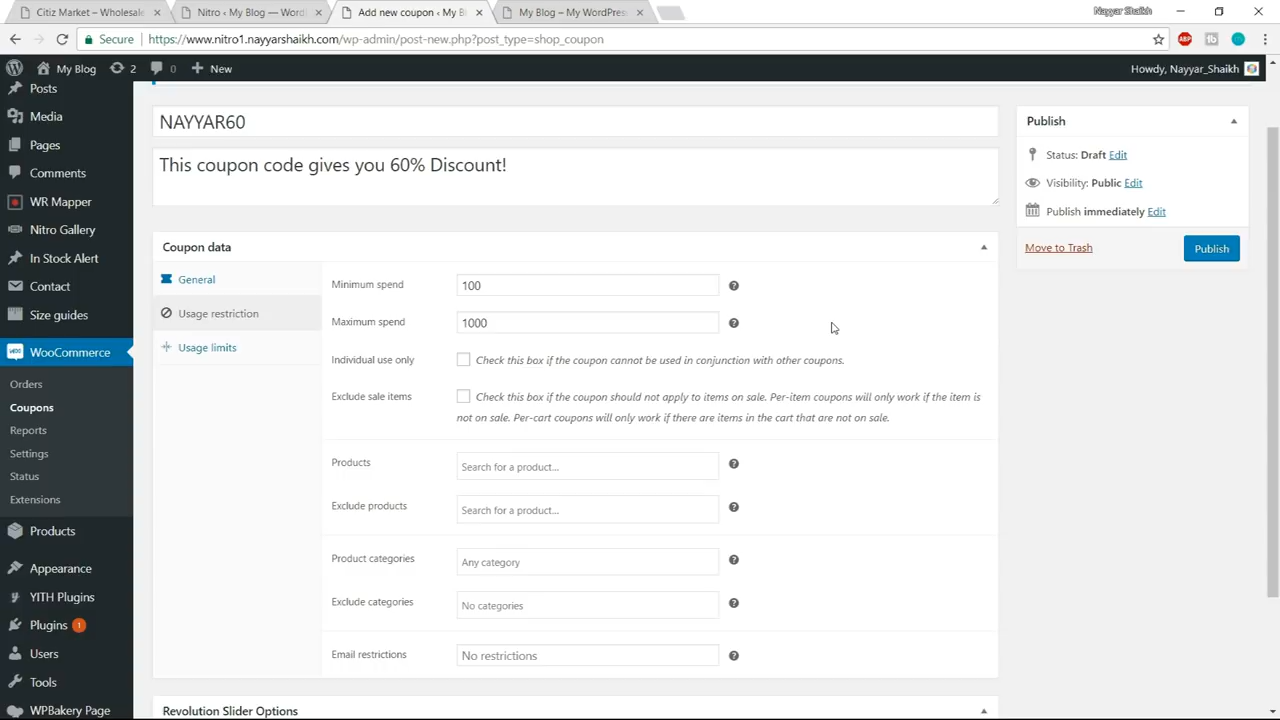 Citiz Market – Wholesale
Nitro ‹ My Blog — Word
Add new coupon ‹ My Bl
My Blog – My WordPress
Nayyar Shaikh
Secure
https://www.nitro1.nayyarshaikh.com/wp-admin/post-new.php?post_type=shop_coupon
ABP
My Blog
2
0
New
Howdy, Nayyar_Shaikh
Posts
Media
Pages
Comments
WR Mapper
Nitro Gallery
In Stock Alert
Contact
Size guides
WooCommerce
Orders
Coupons
Reports
Settings
Status
Extensions
Products
Appearance
YITH Plugins
Plugins 1
Users
Tools
WPBakery Page
NAYYAR60
This coupon code gives you 60% Discount!
Coupon data
General
Usage restriction
Usage limits
Minimum spend
100
Maximum spend
1000
Individual use only
Check this box if the coupon cannot be used in conjunction with other coupons.
Exclude sale items
Check this box if the coupon should not apply to items on sale. Per-item coupons will only work if the item is
not on sale. Per-cart coupons will only work if there are items in the cart that are not on sale.
Products
Search for a product...
Exclude products
Search for a product...
Product categories
Any category
Exclude categories
No categories
Email restrictions
No restrictions
Revolution Slider Options
Publish
Status: Draft Edit
Visibility: Public Edit
Publish immediately Edit
Move to Trash
Publish